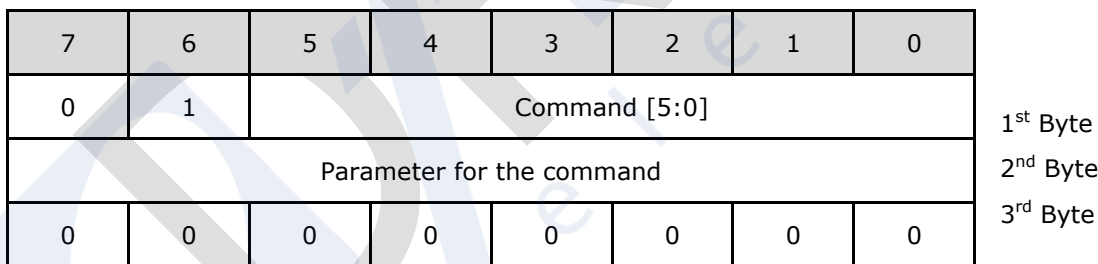 7 6 5 4 3 2 1 0
0 1 Command [5:0] 1st Byte
Parameter for the command 2nd Byte
0 0 0 0 0 0 0 0 3rd Byte